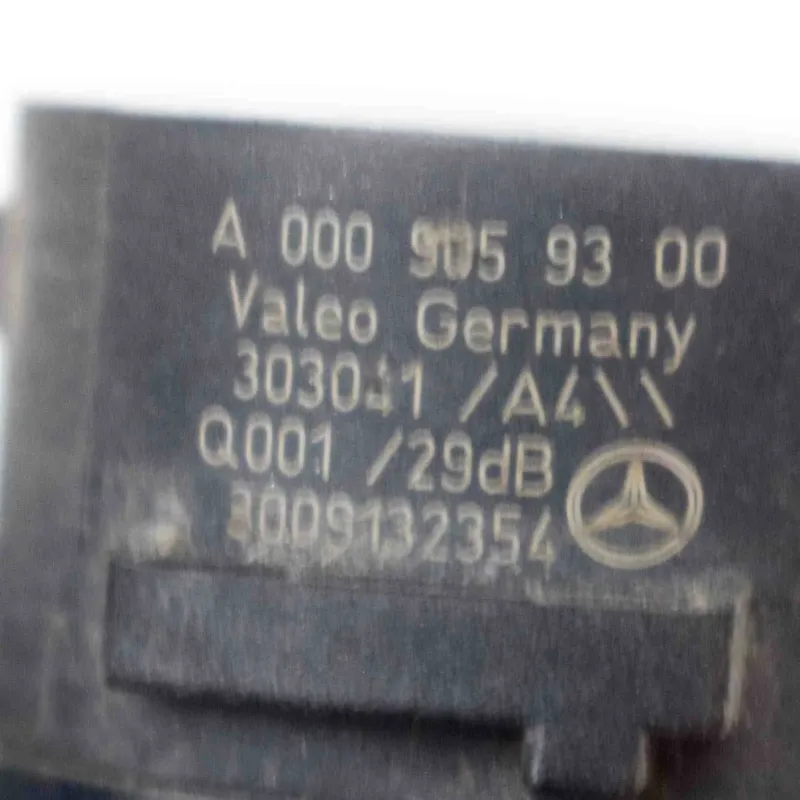 A 000 905 93 00
Valeo Germany
303041 /A4\\
Q001 /29dB
3009132354